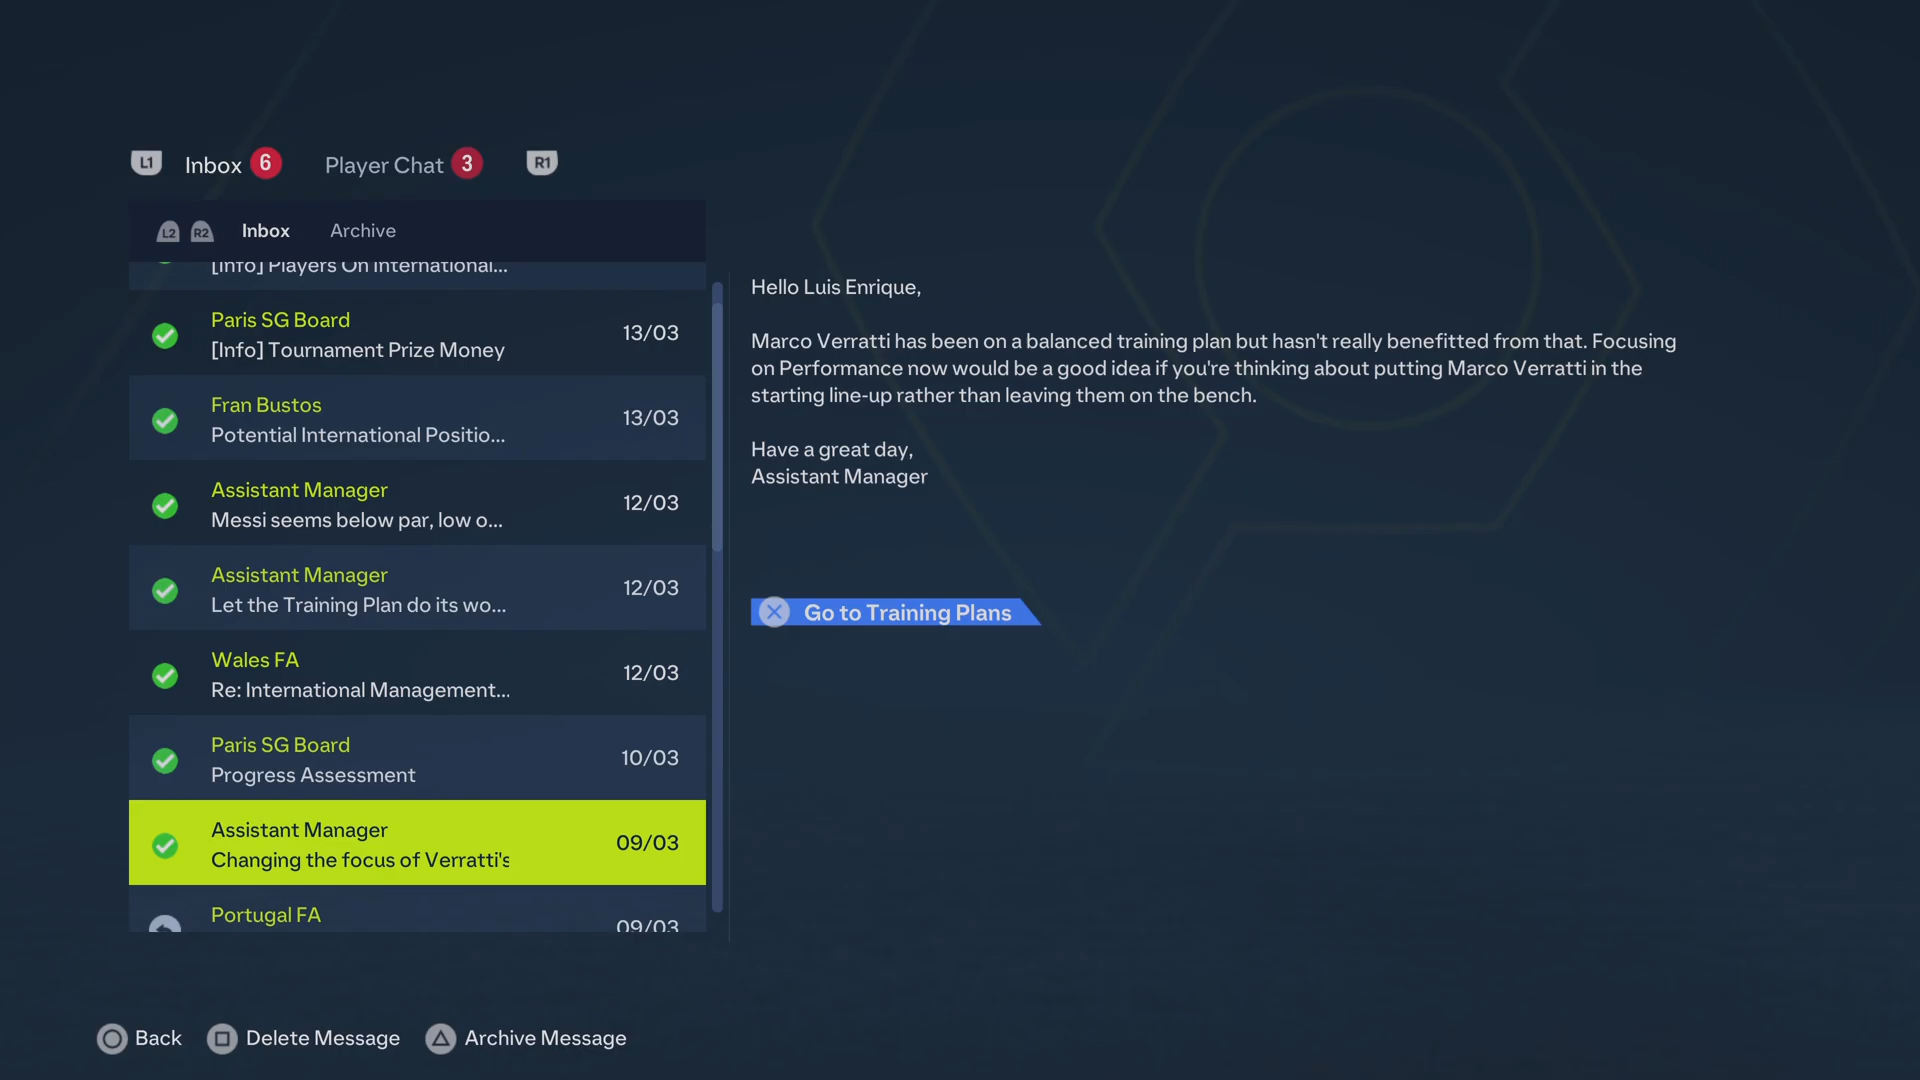 L1 Inbox 6 Player Chat 3 R1
L2 R2 Inbox Archive
[Info] Players On International...
Paris SG Board
[Info] Tournament Prize Money
13/03
Fran Bustos
Potential International Positio...
13/03
Assistant Manager
Messi seems below par, low o...
12/03
Assistant Manager
Let the Training Plan do its wo...
12/03
Wales FA
Re: International Management...
12/03
Paris SG Board
Progress Assessment
10/03
Assistant Manager
Changing the focus of Verratti's
09/03
Portugal FA
09/03
Hello Luis Enrique,
Marco Verratti has been on a balanced training plan but hasn't really benefitted from that. Focusing
on Performance now would be a good idea if you're thinking about putting Marco Verratti in the
starting line-up rather than leaving them on the bench.
Have a great day,
Assistant Manager
Go to Training Plans
Back Delete Message Archive Message